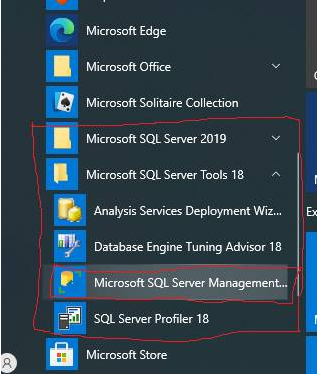 Microsoft Edge
Microsoft Office
Microsoft Solitaire Collection
Microsoft SQL Server 2019
Microsoft SQL Server Tools 18
Analysis Services Deployment Wiz...
Database Engine Tuning Advisor 18
Microsoft SQL Server Management...
SQL Server Profiler 18
Microsoft Store
Ex